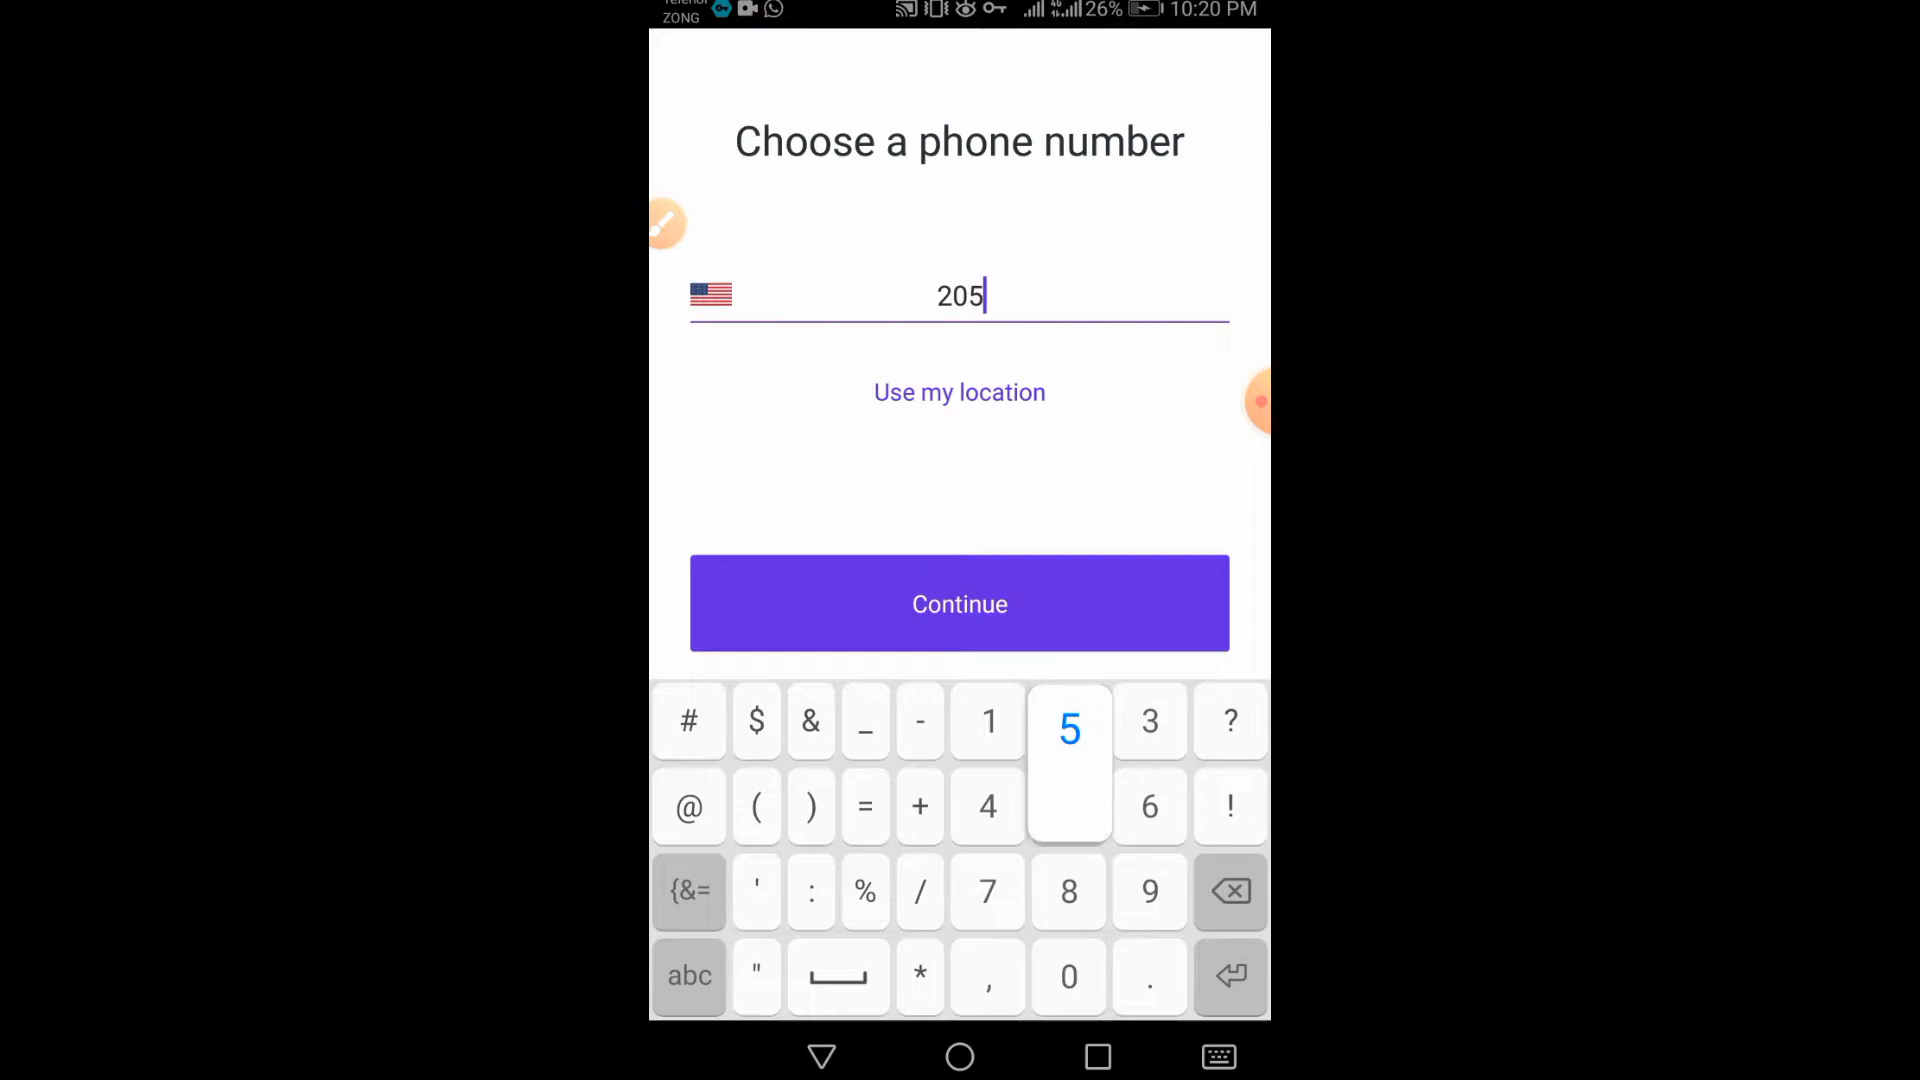 Telenor
ZONG
26% 10:20 PM
Choose a phone number
205
Use my location
Continue
# $ & _ - 1 5 3 ?
@ ( ) = + 4 6 !
{&= ' : % / 7 8 9
abc " * , 0 .